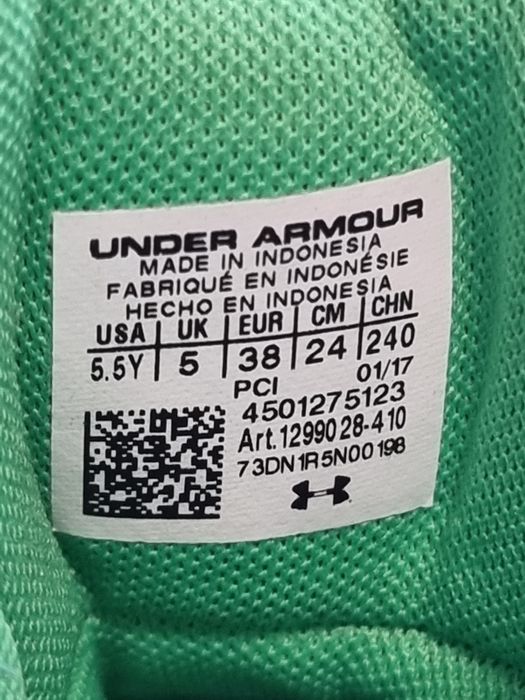 UNDER ARMOUR
MADE IN INDONESIA
FABRIQUÉ EN INDONÉSIE
HECHO EN INDONESIA
USA UK EUR CM CHN
5.5Y 5 38 24 240
PCI 01/17
4501275123
Art.1299028-410
73DN1R5N00198